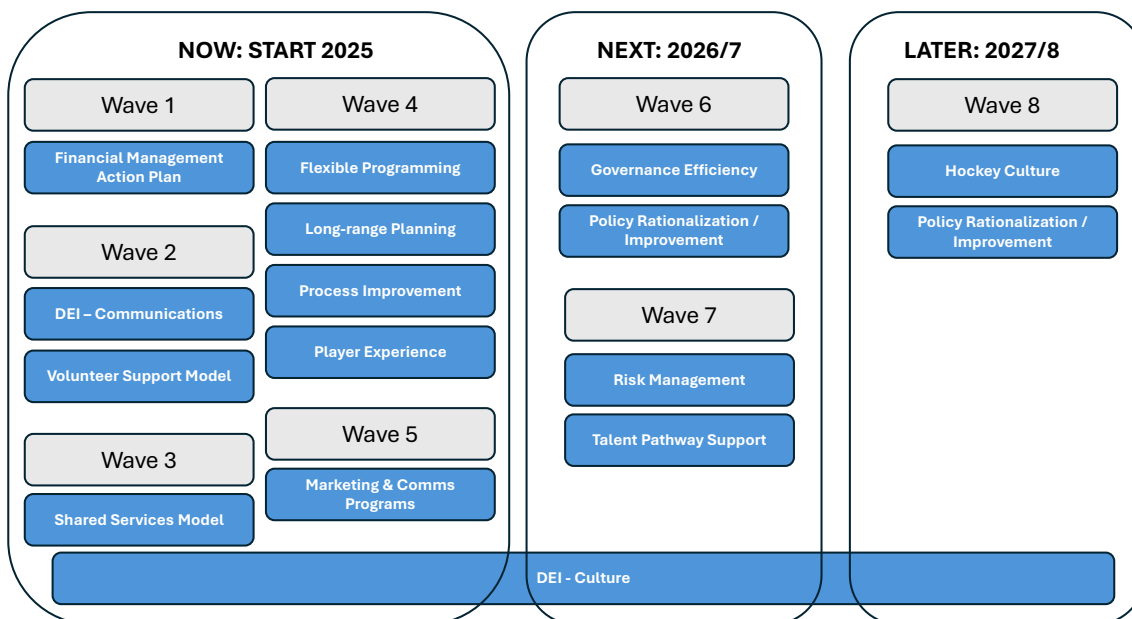 NOW: START 2025
Wave 1
Financial Management
Action Plan
Wave 2
DEI – Communications
Volunteer Support Model
Wave 3
Shared Services Model
Wave 4
Flexible Programming
Long-range Planning
Process Improvement
Player Experience
Wave 5
Marketing & Comms
Programs
NEXT: 2026/7
Wave 6
Governance Efficiency
Policy Rationalization /
Improvement
Wave 7
Risk Management
Talent Pathway Support
LATER: 2027/8
Wave 8
Hockey Culture
Policy Rationalization /
Improvement
DEI - Culture